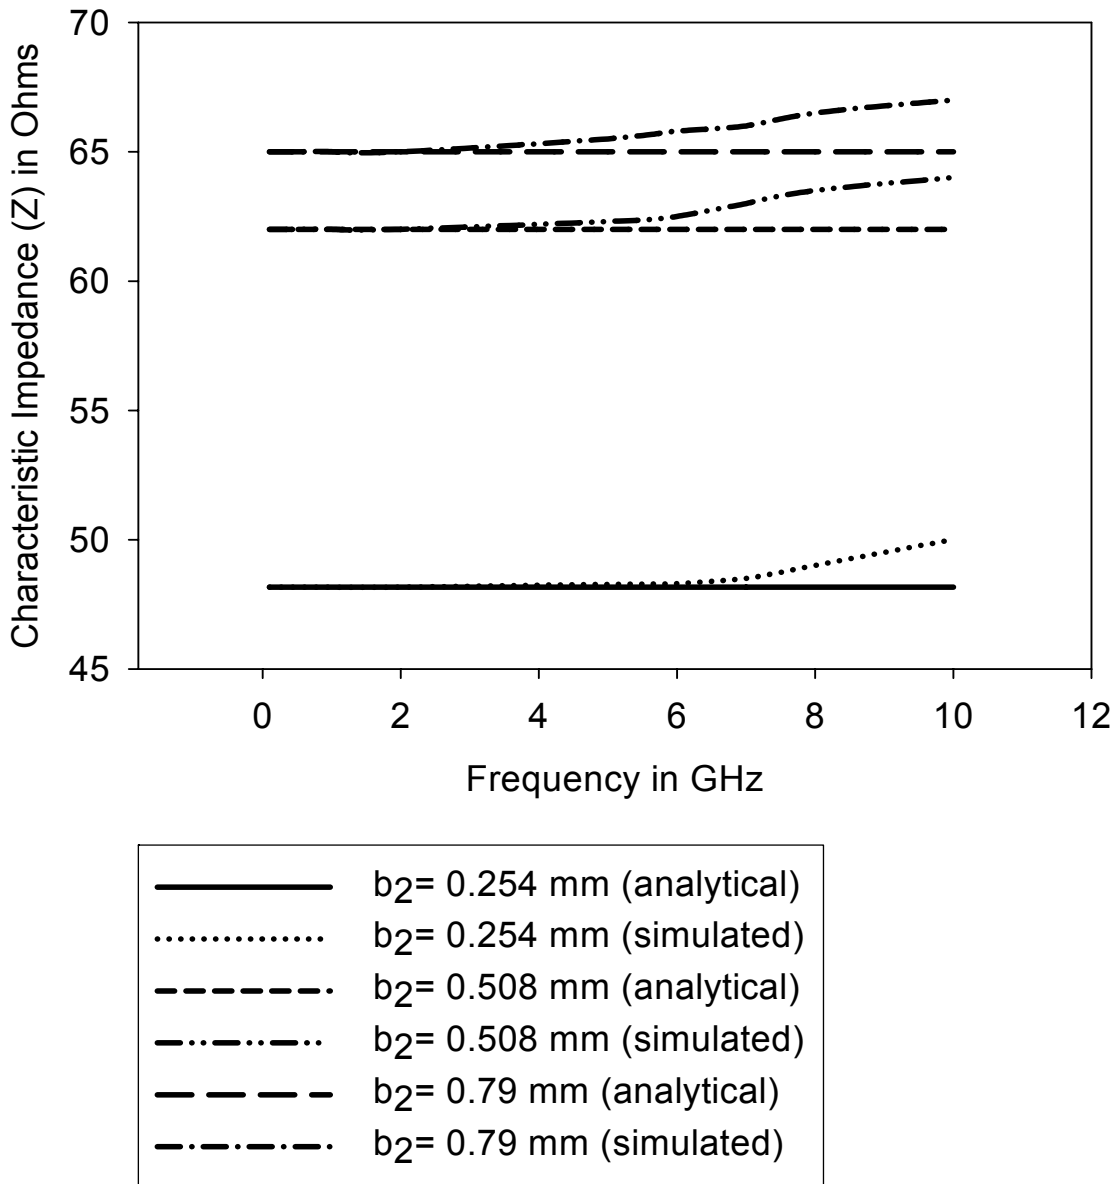 70
65
60
55
50
45
Characteristic Impedance (Z) in Ohms
0 2 4 6 8 10 12
Frequency in GHz
b2= 0.254 mm (analytical)
b2= 0.254 mm (simulated)
b2= 0.508 mm (analytical)
b2= 0.508 mm (simulated)
b2= 0.79 mm (analytical)
b2= 0.79 mm (simulated)